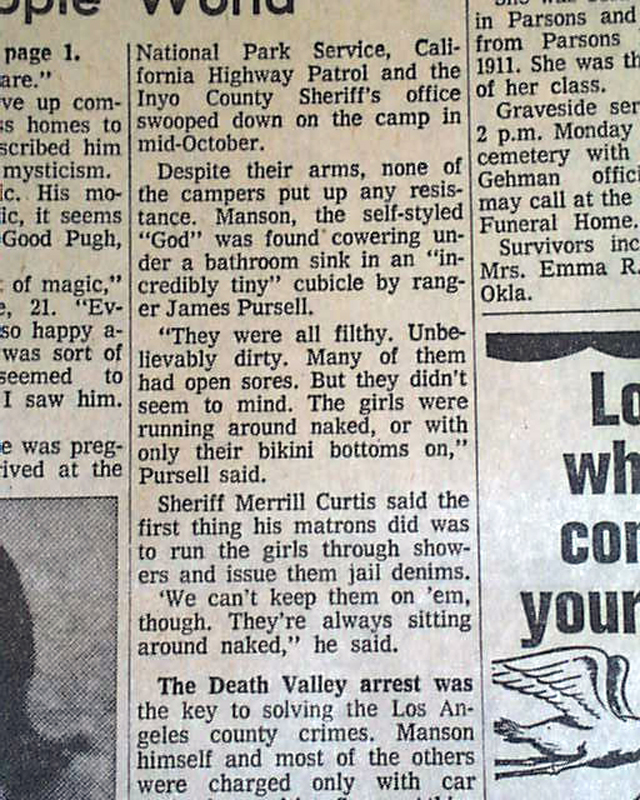 page 1.
are."
ve up com-
s homes to
scribed him
mysticism.
ic. His mo-
ic, it seems
Good Pugh,
of magic,"
e, 21. "Ev-
so happy a-
was sort of
seemed to
I saw him.
e was preg-
rived at the
National Park Service, Cali-
fornia Highway Patrol and the
Inyo County Sheriff's office
swooped down on the camp in
mid-October.
Despite their arms, none of
the campers put up any resis-
tance. Manson, the self-styled
"God" was found cowering un-
der a bathroom sink in an "in-
credibly tiny" cubicle by rang-
er James Pursell.
"They were all filthy. Unbe-
lievably dirty. Many of them
had open sores. But they didn't
seem to mind. The girls were
running around naked, or with
only their bikini bottoms on,"
Pursell said.
Sheriff Merrill Curtis said the
first thing his matrons did was
to run the girls through show-
ers and issue them jail denims.
'We can't keep them on 'em,
though. They're always sitting
around naked," he said.
The Death Valley arrest was
the key to solving the Los An-
geles county crimes. Manson
himself and most of the others
were charged only with car
in Parsons and
from Parsons
1911. She was th
of her class.
Graveside ser
2 p.m. Monday
cemetery with
Gehman offici
may call at the
Funeral Home.
Survivors inc
Mrs. Emma R.
Okla.
Lo
wh
con
your